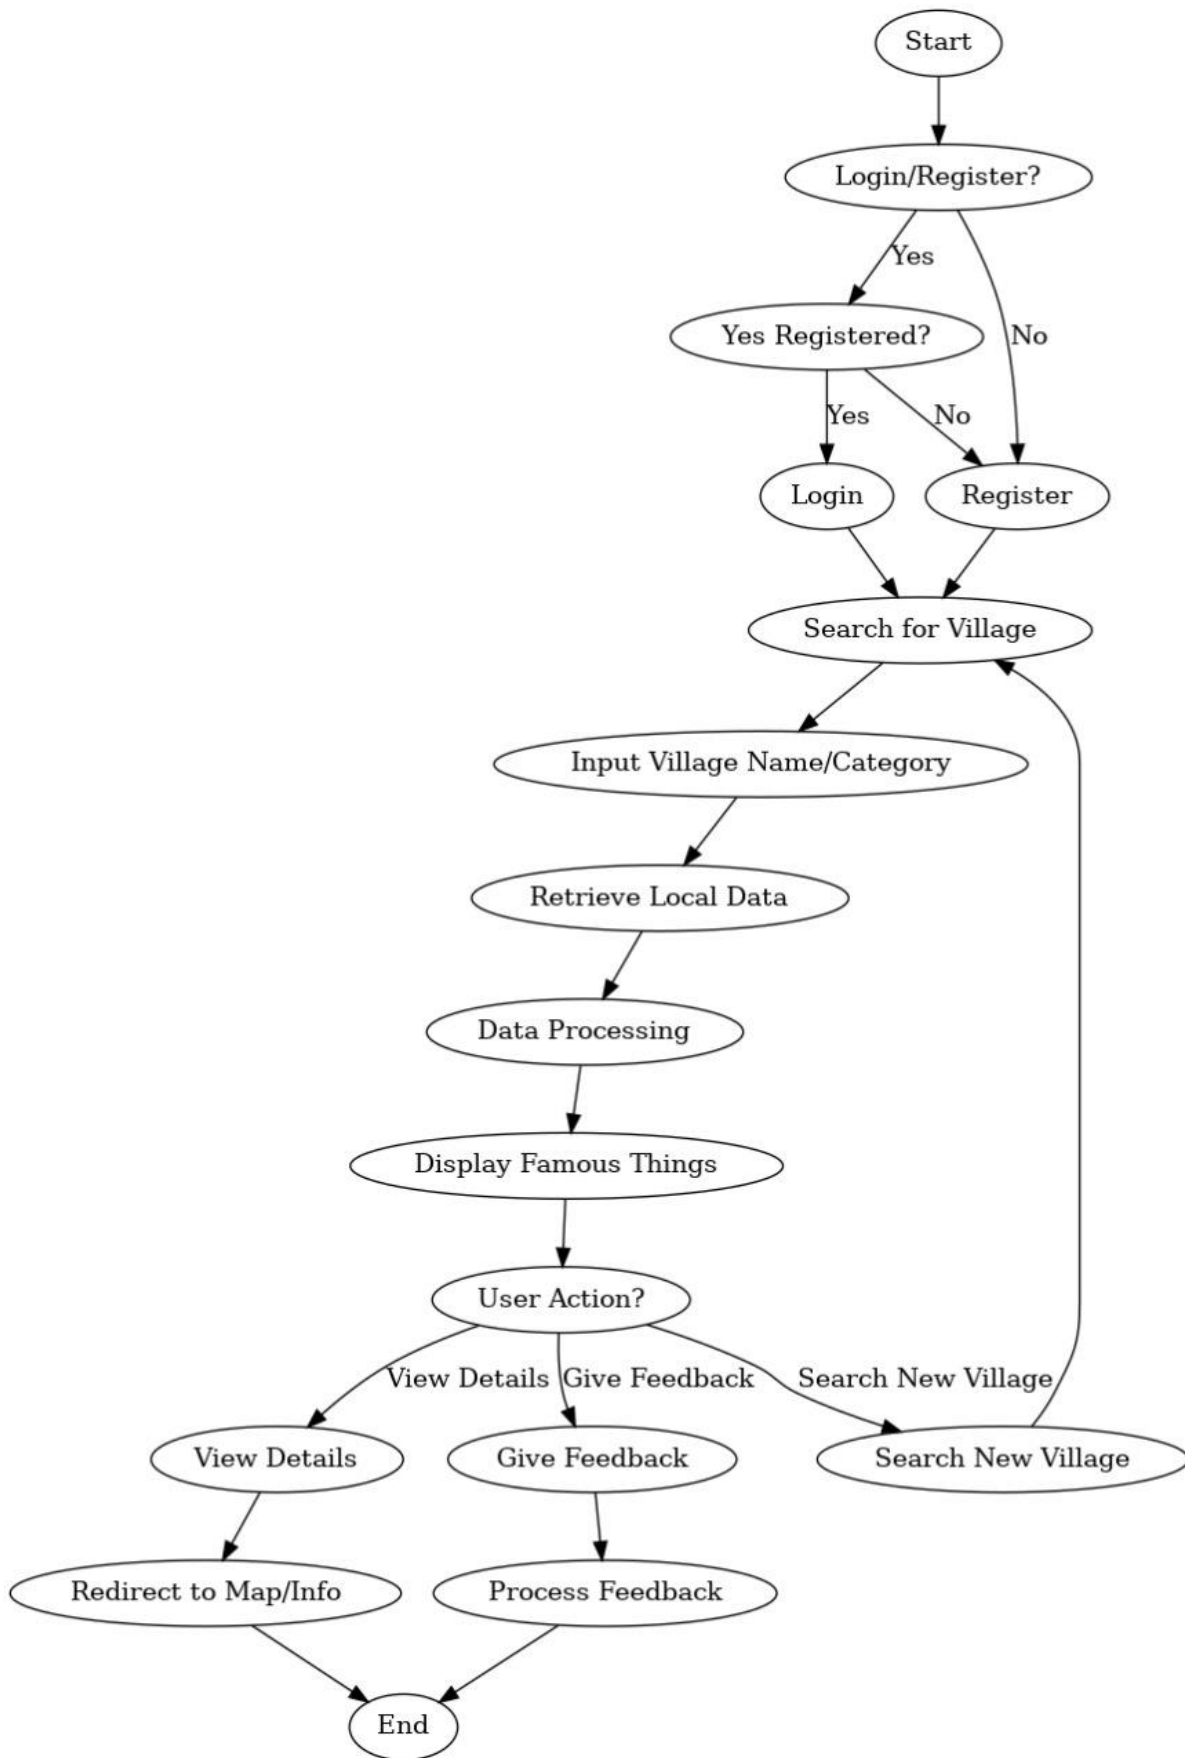 Start
Login/Register?
Yes
Yes Registered?
No
Yes
No
Login
Register
Search for Village
Input Village Name/Category
Retrieve Local Data
Data Processing
Display Famous Things
User Action?
View Details
Give Feedback
Search New Village
View Details
Give Feedback
Search New Village
Redirect to Map/Info
Process Feedback
End